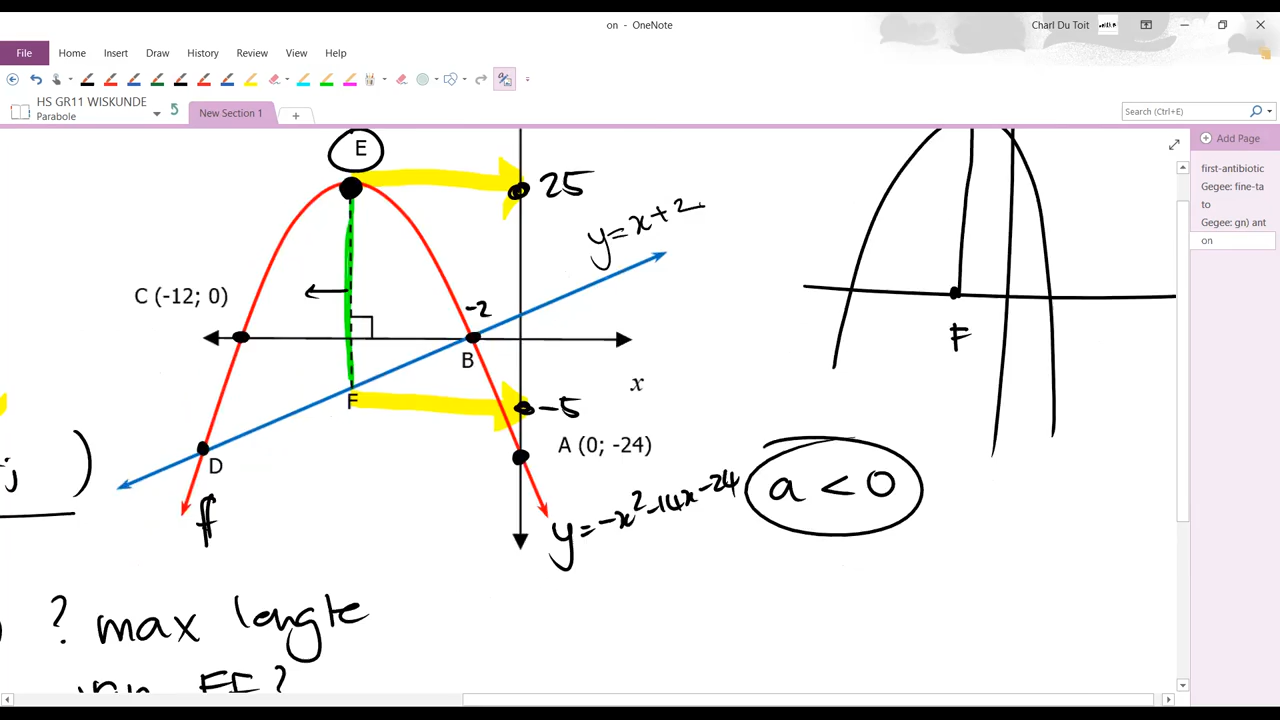 on - OneNote
Charl Du Toit
File Home Insert Draw History Review View Help
HS GR11 WISKUNDE
Parabole
New Section 1
Search (Ctrl+E)
Add Page
first-antibiotic
Gegee: fine-ta
to
Gegee: gn) ant
on
E
25
y=x+2
C (-12; 0)
-2
B
x
F
F
-5
A (0; -24)
D
f
y=-x²-14x-24
a < 0
? max lengte
EF?